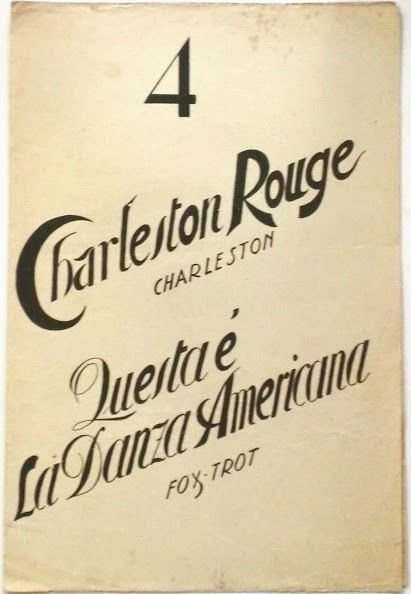 4
Charleston Rouge
CHARLESTON
Questa é
La Danza Americana
FOX-TROT